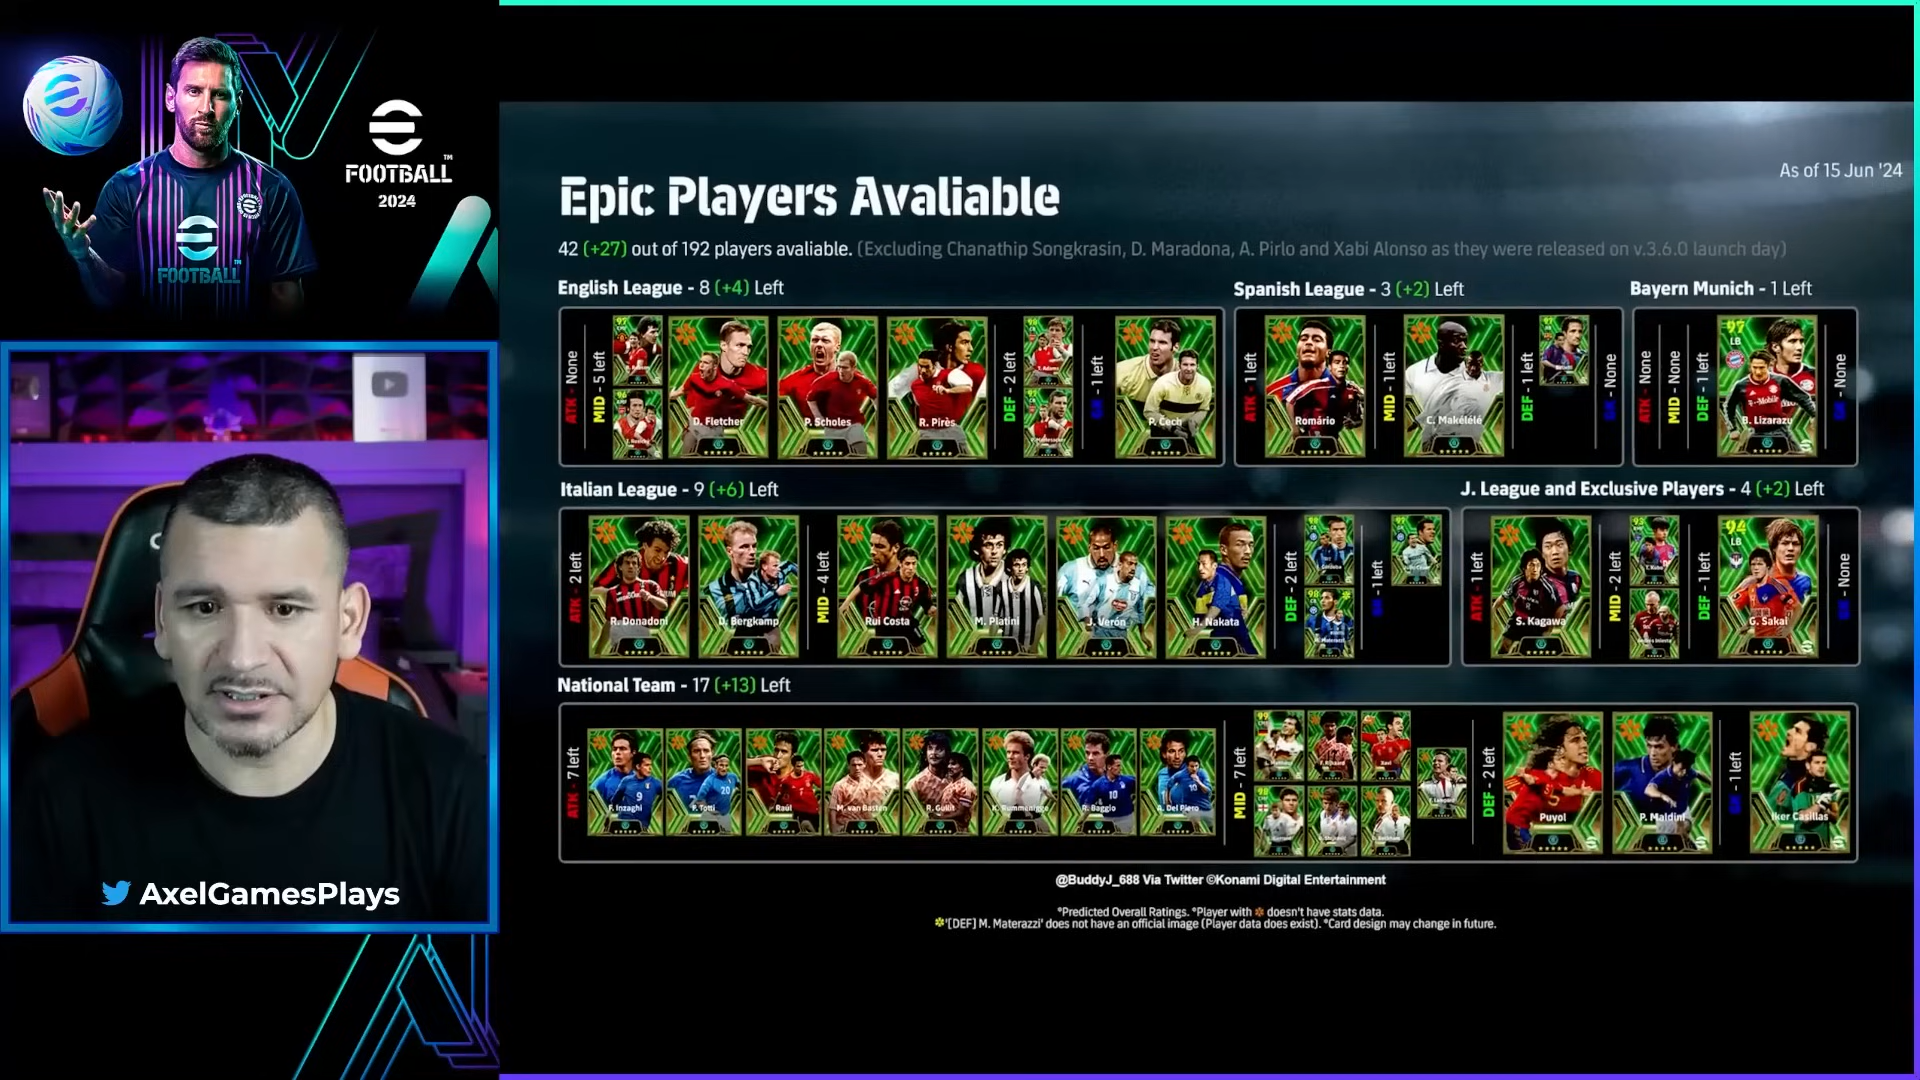 FOOTBALL™
2024
FOOTBALL™
AxelGamesPlays
As of 15 Jun '24
Epic Players Avaliable
42 (+27) out of 192 players avaliable. (Excluding Chanathip Songkrasin, D. Maradona, A. Pirlo and Xabi Alonso as they were released on v.3.6.0 launch day)
English League - 8 (+4) Left
ATK - None
MID - 5 left
D. Fletcher
P. Scholes
R. Pirès
DEF - 2 left
- 1 left
P. Cech
Spanish League - 3 (+2) Left
ATK - 1 left
Romário
MID - 1 left
C. Makélélé
DEF - 1 left
- None
Bayern Munich - 1 Left
ATK - None
MID - None
DEF - 1 left
97
LB
B. Lizarazu
- None
Italian League - 9 (+6) Left
ATK - 2 left
R. Donadoni
D. Bergkamp
MID - 4 left
Rui Costa
M. Platini
J. Verón
H. Nakata
DEF - 2 left
- 1 left
J. League and Exclusive Players - 4 (+2) Left
ATK - 1 left
S. Kagawa
MID - 2 left
DEF - 1 left
94
LB
G. Sakai
- None
National Team - 17 (+13) Left
ATK - 7 left
F. Inzaghi
F. Totti
Raúl
M. van Basten
R. Gullit
K. Rummenigge
R. Baggio
A. Del Piero
MID - 7 left
DEF - 2 left
Puyol
P. Maldini
- 1 left
Iker Casillas
@BuddyJ_688 Via Twitter ©Konami Digital Entertainment
*Predicted Overall Ratings. *Player with doesn't have stats data.
'[DEF] M. Materazzi' does not have an official image (Player data does exist). *Card design may change in future.